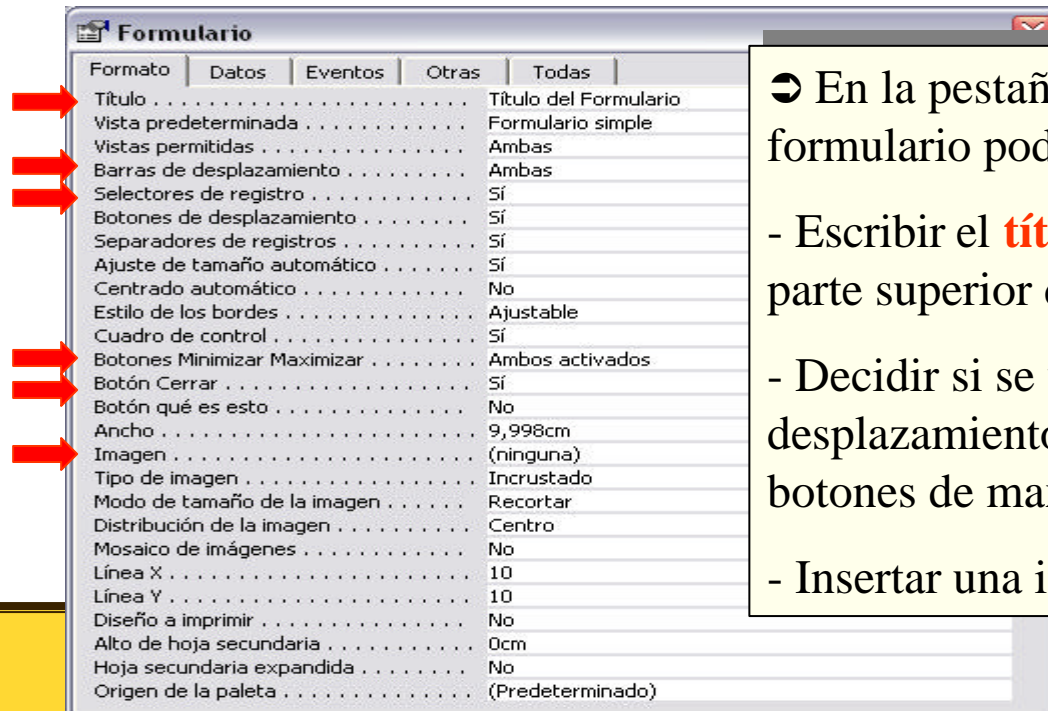 Formulario
Formato Datos Eventos Otras Todas
Título . . . . . . . . . . . . . . . . . . . . . . . . Título del Formulario
Vista predeterminada . . . . . . . . . . . . . Formulario simple
Vistas permitidas . . . . . . . . . . . . . . . Ambas
Barras de desplazamiento . . . . . . . . . Ambas
Selectores de registro . . . . . . . . . . . . . Sí
Botones de desplazamiento . . . . . . . . Sí
Separadores de registros . . . . . . . . . . Sí
Ajuste de tamaño automático . . . . . . . Sí
Centrado automático . . . . . . . . . . . . . No
Estilo de los bordes . . . . . . . . . . . . . . Ajustable
Cuadro de control . . . . . . . . . . . . . . . Sí
Botones Minimizar Maximizar . . . . . . . . Ambos activados
Botón Cerrar . . . . . . . . . . . . . . . . . . Sí
Botón qué es esto . . . . . . . . . . . . . . . No
Ancho . . . . . . . . . . . . . . . . . . . . . . . . 9,998cm
Imagen . . . . . . . . . . . . . . . . . . . . . . . (ninguna)
Tipo de imagen . . . . . . . . . . . . . . . . . Incrustado
Modo de tamaño de la imagen . . . . . . Recortar
Distribución de la imagen . . . . . . . . . . Centro
Mosaico de imágenes . . . . . . . . . . . . . No
Línea X . . . . . . . . . . . . . . . . . . . . . . . 10
Línea Y . . . . . . . . . . . . . . . . . . . . . . . 10
Diseño a imprimir . . . . . . . . . . . . . . . No
Alto de hoja secundaria . . . . . . . . . . . . 0cm
Hoja secundaria expandida . . . . . . . . . No
Origen de la paleta . . . . . . . . . . . . . . . (Predeterminado)
➲ En la pestañ
formulario pod
- Escribir el tít
parte superior
- Decidir si se
desplazamiento
botones de ma
- Insertar una i